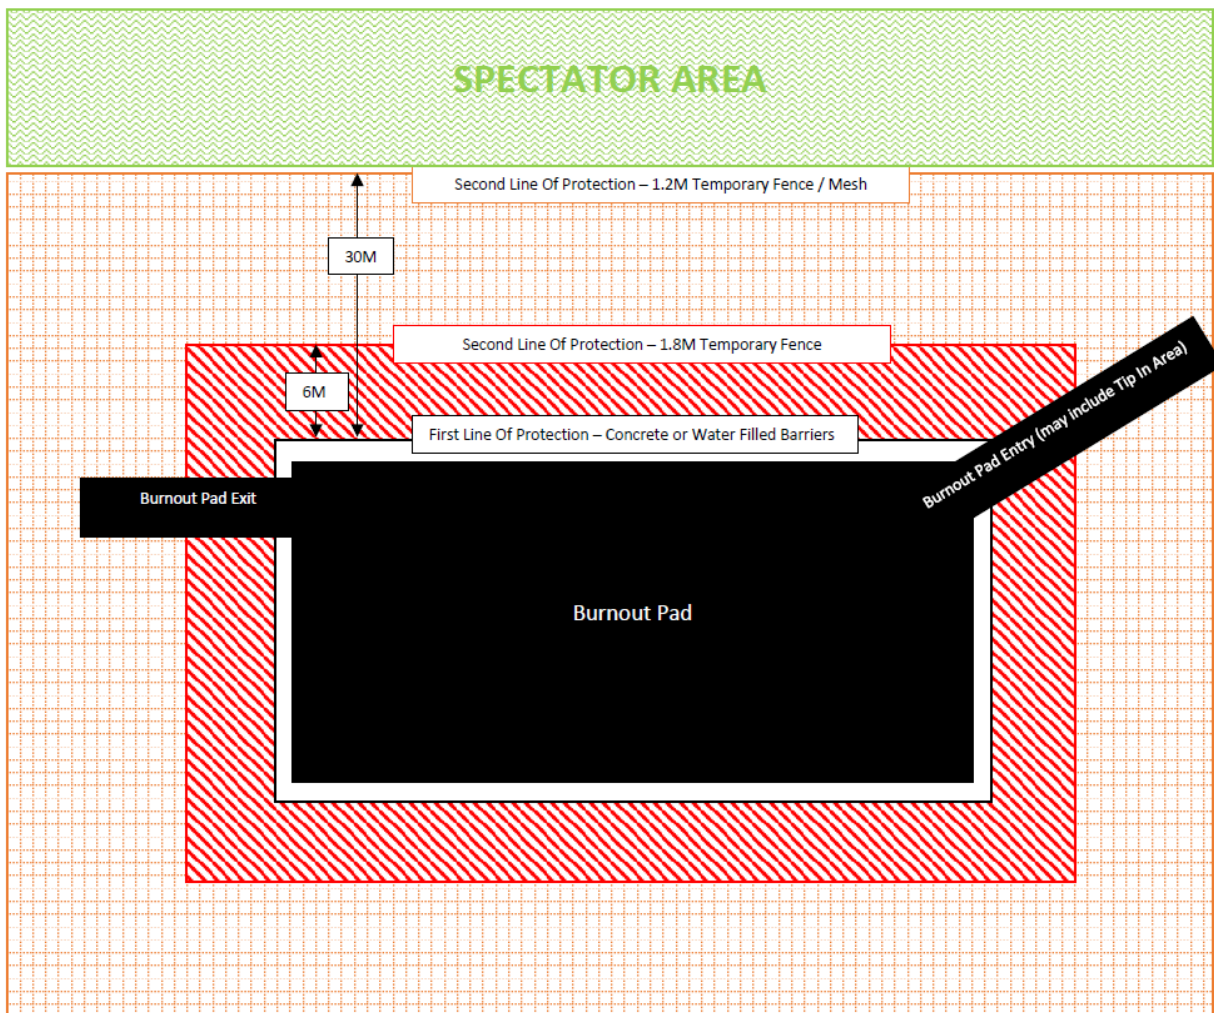 SPECTATOR AREA
Second Line Of Protection – 1.2M Temporary Fence / Mesh
30M
Second Line Of Protection – 1.8M Temporary Fence
6M
First Line Of Protection – Concrete or Water Filled Barriers
Burnout Pad Entry (may include Tip In Area)
Burnout Pad Exit
Burnout Pad